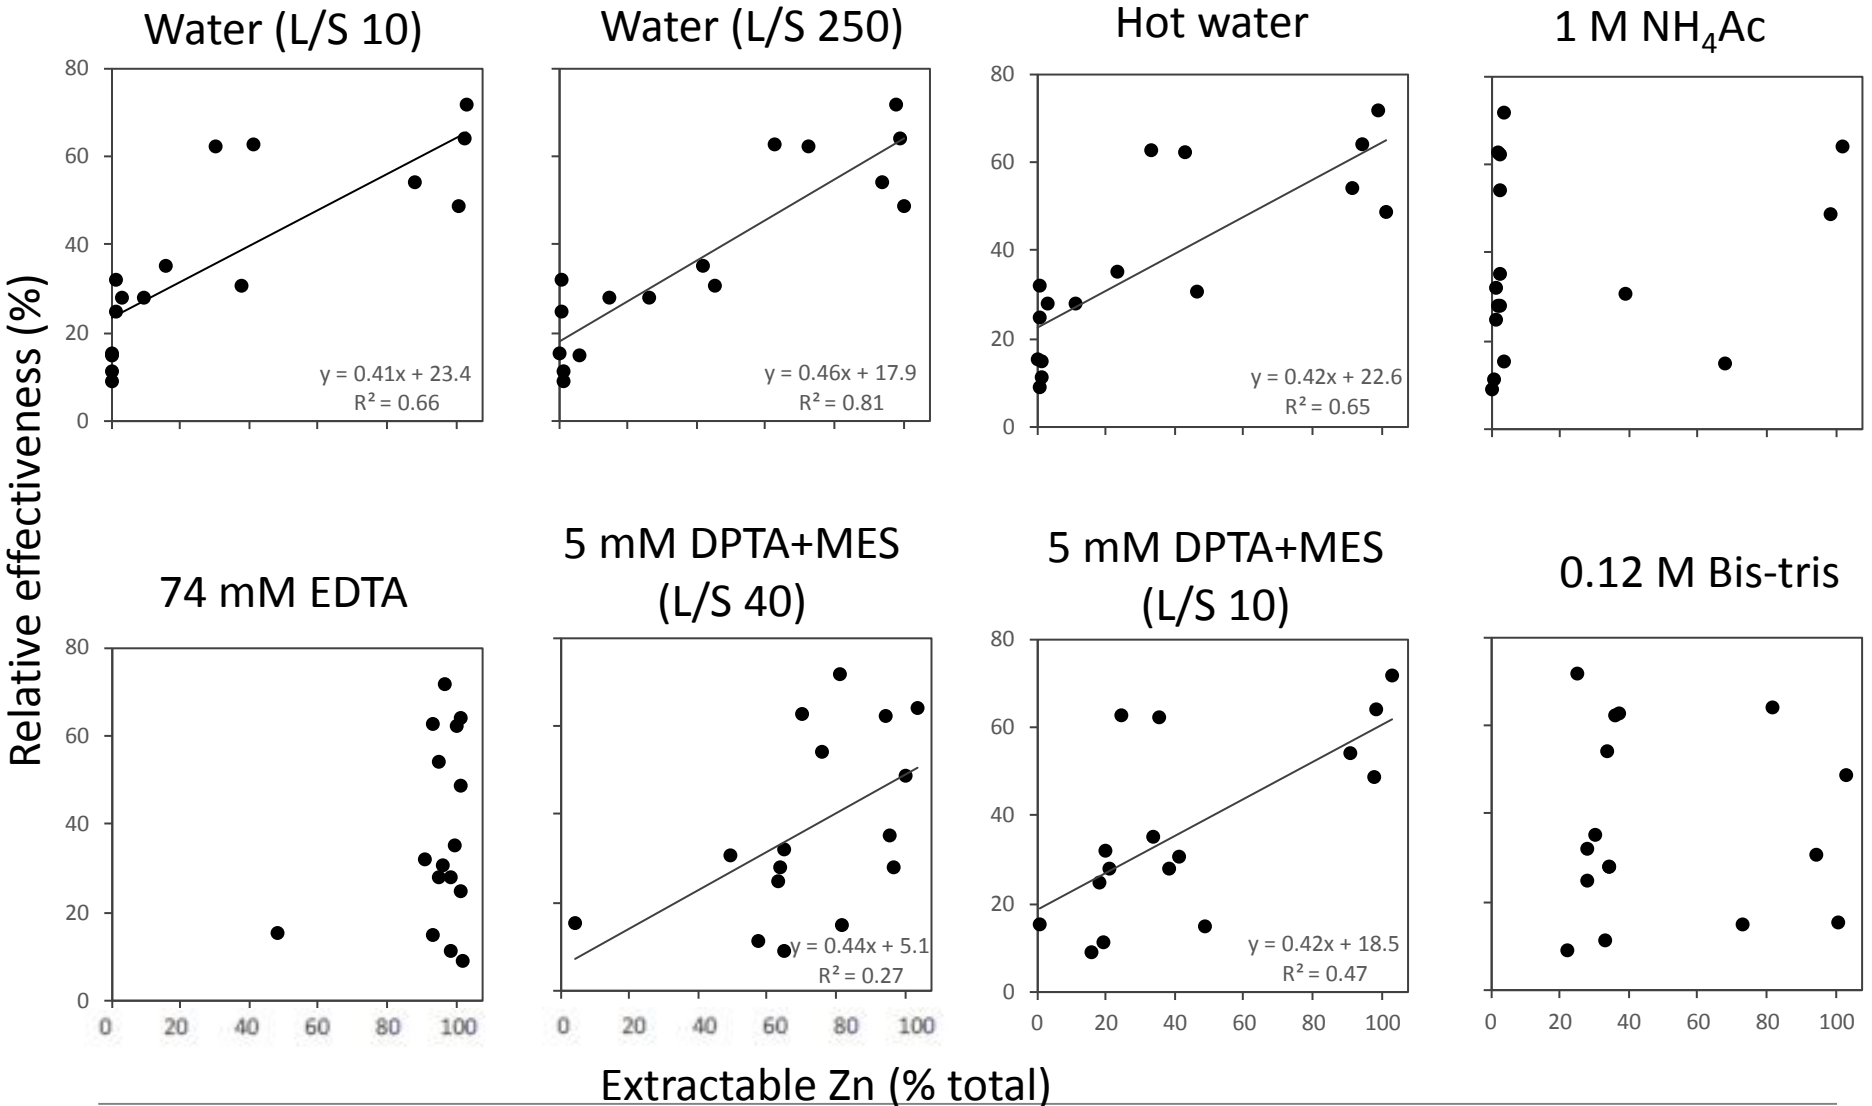 Water (L/S 10)
Water (L/S 250)
Hot water
1 M NH₄Ac
Relative effectiveness (%)
80
60
40
20
0
y = 0.41x + 23.4
R² = 0.66
y = 0.46x + 17.9
R² = 0.81
80
60
40
20
0
y = 0.42x + 22.6
R² = 0.65
74 mM EDTA
5 mM DPTA+MES
(L/S 40)
5 mM DPTA+MES
(L/S 10)
0.12 M Bis-tris
80
60
40
20
0
0 20 40 60 80 100
y = 0.44x + 5.1
R² = 0.27
0 20 40 60 80 100
80
60
40
20
0
y = 0.42x + 18.5
R² = 0.47
0 20 40 60 80 100
0 20 40 60 80 100
Extractable Zn (% total)